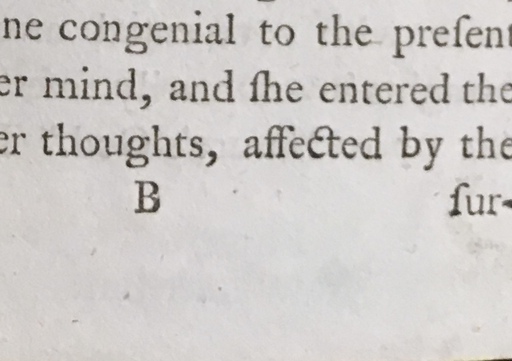 ne congenial to the preſent
er mind, and ſhe entered the
er thoughts, affected by the
B ſur-